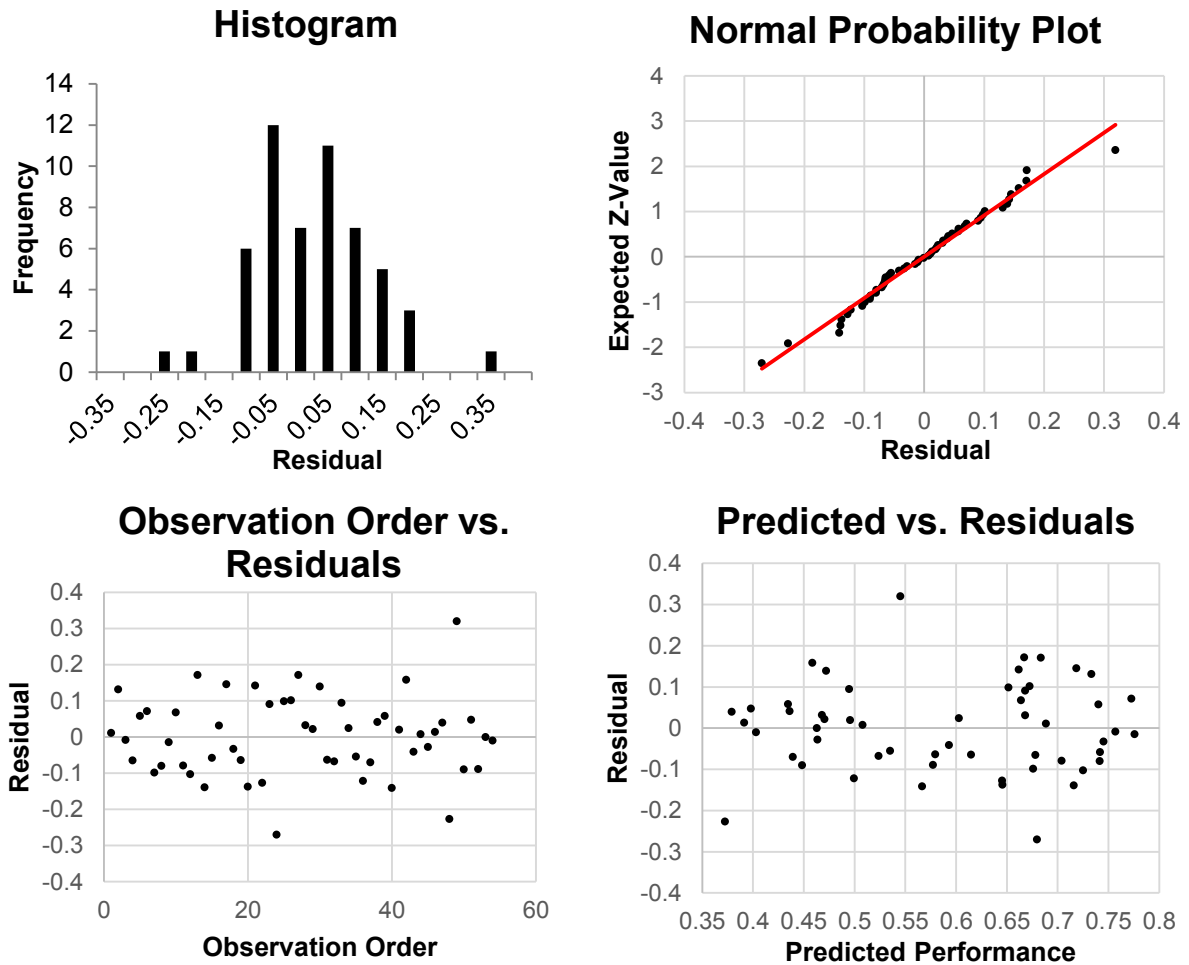 Histogram
14
12
10
8
6
4
2
0
Frequency
-0.35
-0.25
-0.15
-0.05
0.05
0.15
0.25
0.35
Residual
Normal Probability Plot
4
3
2
1
0
-1
-2
-3
Expected Z-Value
-0.4 -0.3 -0.2 -0.1 0 0.1 0.2 0.3 0.4
Residual
Observation Order vs.
Residuals
0.4
0.3
0.2
0.1
0
-0.1
-0.2
-0.3
-0.4
Residual
0 20 40 60
Observation Order
Predicted vs. Residuals
0.4
0.3
0.2
0.1
0
-0.1
-0.2
-0.3
-0.4
Residual
0.35 0.4 0.45 0.5 0.55 0.6 0.65 0.7 0.75 0.8
Predicted Performance